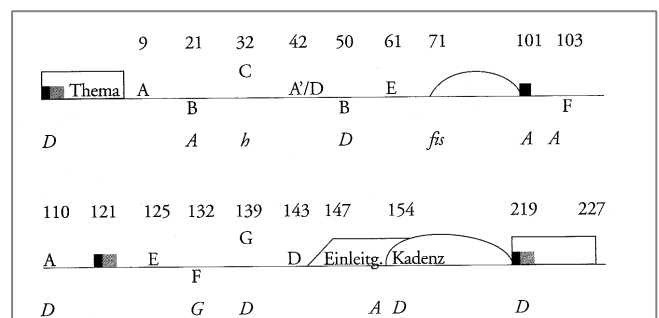 9 21 32 42 50 61 71 101 103
C
Thema A A'/D E
B B F
D A h D fis A A
110 121 125 132 139 143 147 154 219 227
G
A E D Einleitg. Kadenz
F
D G D A D D